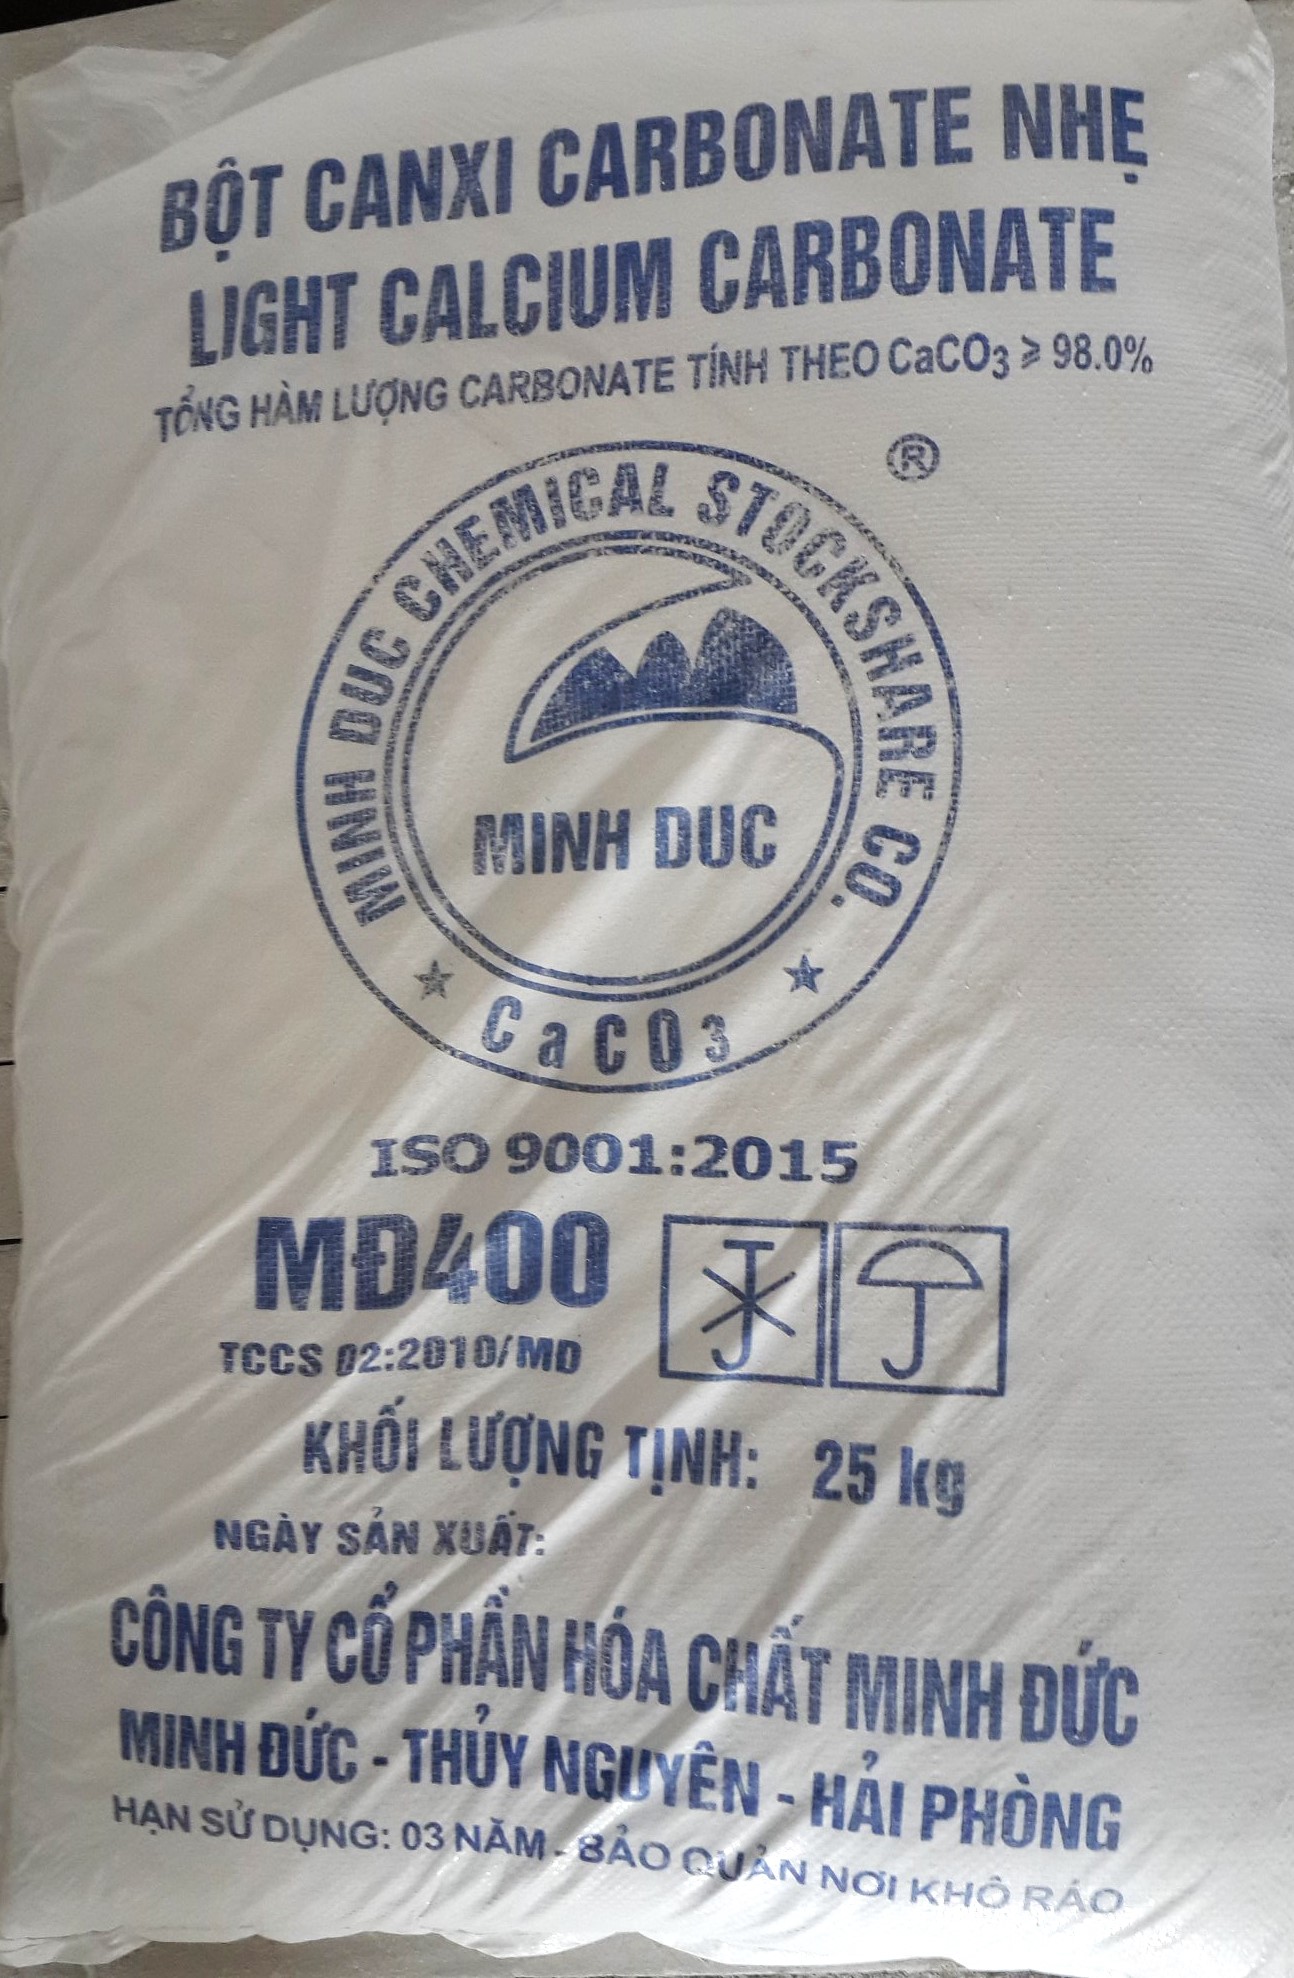 BỘT CANXI CARBONATE NHẸ
LIGHT CALCIUM CARBONATE
TỔNG HÀM LƯỢNG CARBONATE TÍNH THEO CaCO3 ⩾ 98.0%
®
MINH DUC CHEMICAL STOCKSHARE CO.
MINH DUC
★ CaCO3 ★
ISO 9001:2015
MĐ400
TCCS 02:2010/MD
KHỐI LƯỢNG TỊNH: 25 kg
NGÀY SẢN XUẤT:
CÔNG TY CỔ PHẦN HÓA CHẤT MINH ĐỨC
MINH ĐỨC - THỦY NGUYÊN - HẢI PHÒNG
HẠN SỬ DỤNG: 03 NĂM - BẢO QUẢN NƠI KHÔ RÁO